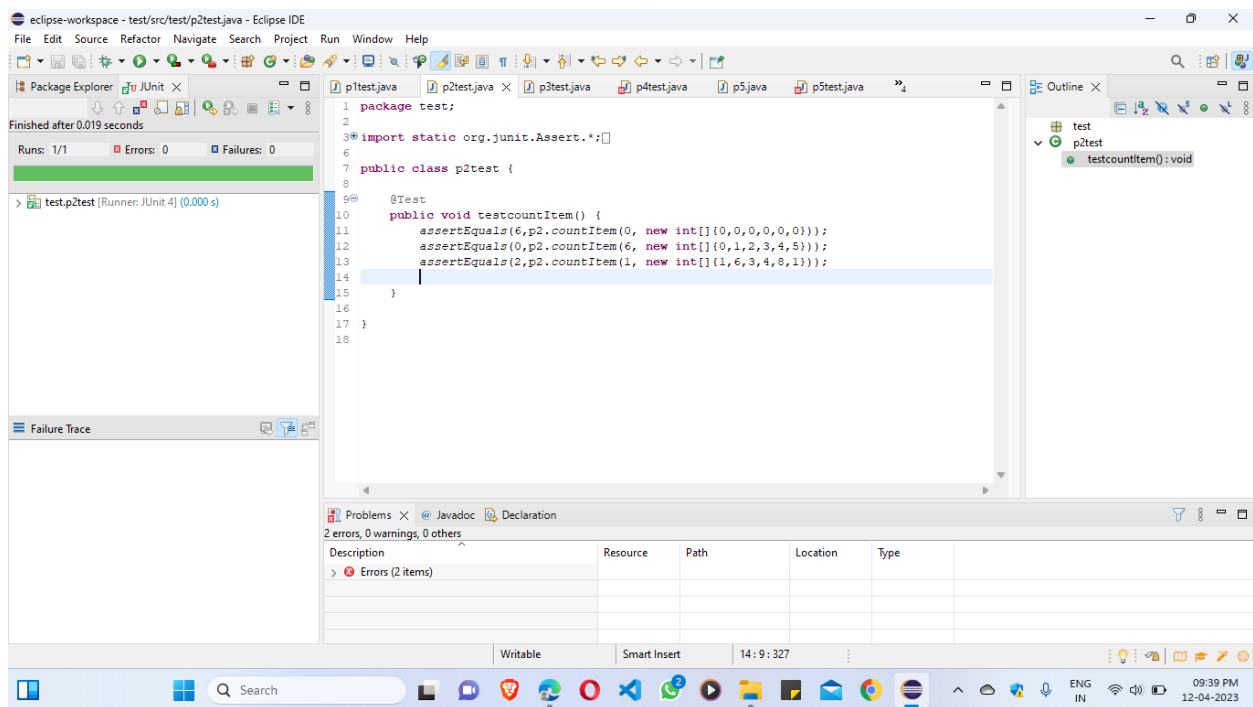 eclipse-workspace - test/src/test/p2test.java - Eclipse IDE
File Edit Source Refactor Navigate Search Project Run Window Help
Package Explorer JUnit
Finished after 0.019 seconds
Runs: 1/1 Errors: 0 Failures: 0
test.p2test [Runner: JUnit 4] (0.000 s)
Failure Trace
p1test.java p2test.java p3test.java p4test.java p5.java p5test.java »4
1 package test;
2
3 import static org.junit.Assert.*;
6
7 public class p2test {
8
9 @Test
10 public void testcountItem() {
11 assertEquals(6,p2.countItem(0, new int[]{0,0,0,0,0,0}));
12 assertEquals(0,p2.countItem(6, new int[]{0,1,2,3,4,5}));
13 assertEquals(2,p2.countItem(1, new int[]{1,6,3,4,8,1}));
14
15 }
16
17 }
18
Outline
test
p2test
testcountItem() : void
Problems @ Javadoc Declaration
2 errors, 0 warnings, 0 others
Description Resource Path Location Type
Errors (2 items)
Writable Smart Insert 14 : 9 : 327
Search
2
ENG
IN
09:39 PM
12-04-2023